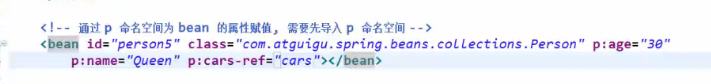 <!-- 通过 p 命名空间为 bean 的属性赋值, 需要先导入 p 命名空间 -->
<bean id="person5" class="com.atguigu.spring.beans.collections.Person" p:age="30"
p:name="Queen" p:cars-ref="cars"></bean>